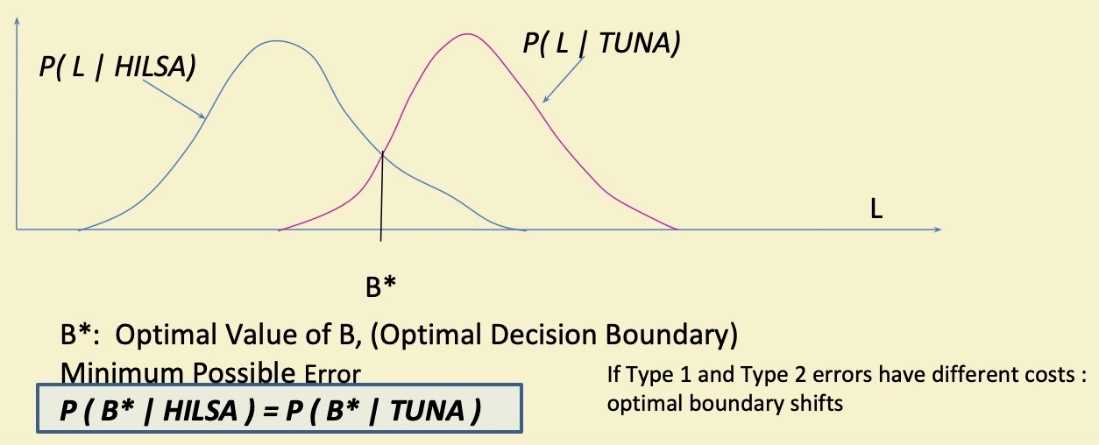 P( L | HILSA)
P( L | TUNA)
L
B*
B*:  Optimal Value of B, (Optimal Decision Boundary)
Minimum Possible Error
P ( B* | HILSA ) = P ( B* | TUNA )
If Type 1 and Type 2 errors have different costs :
optimal boundary shifts